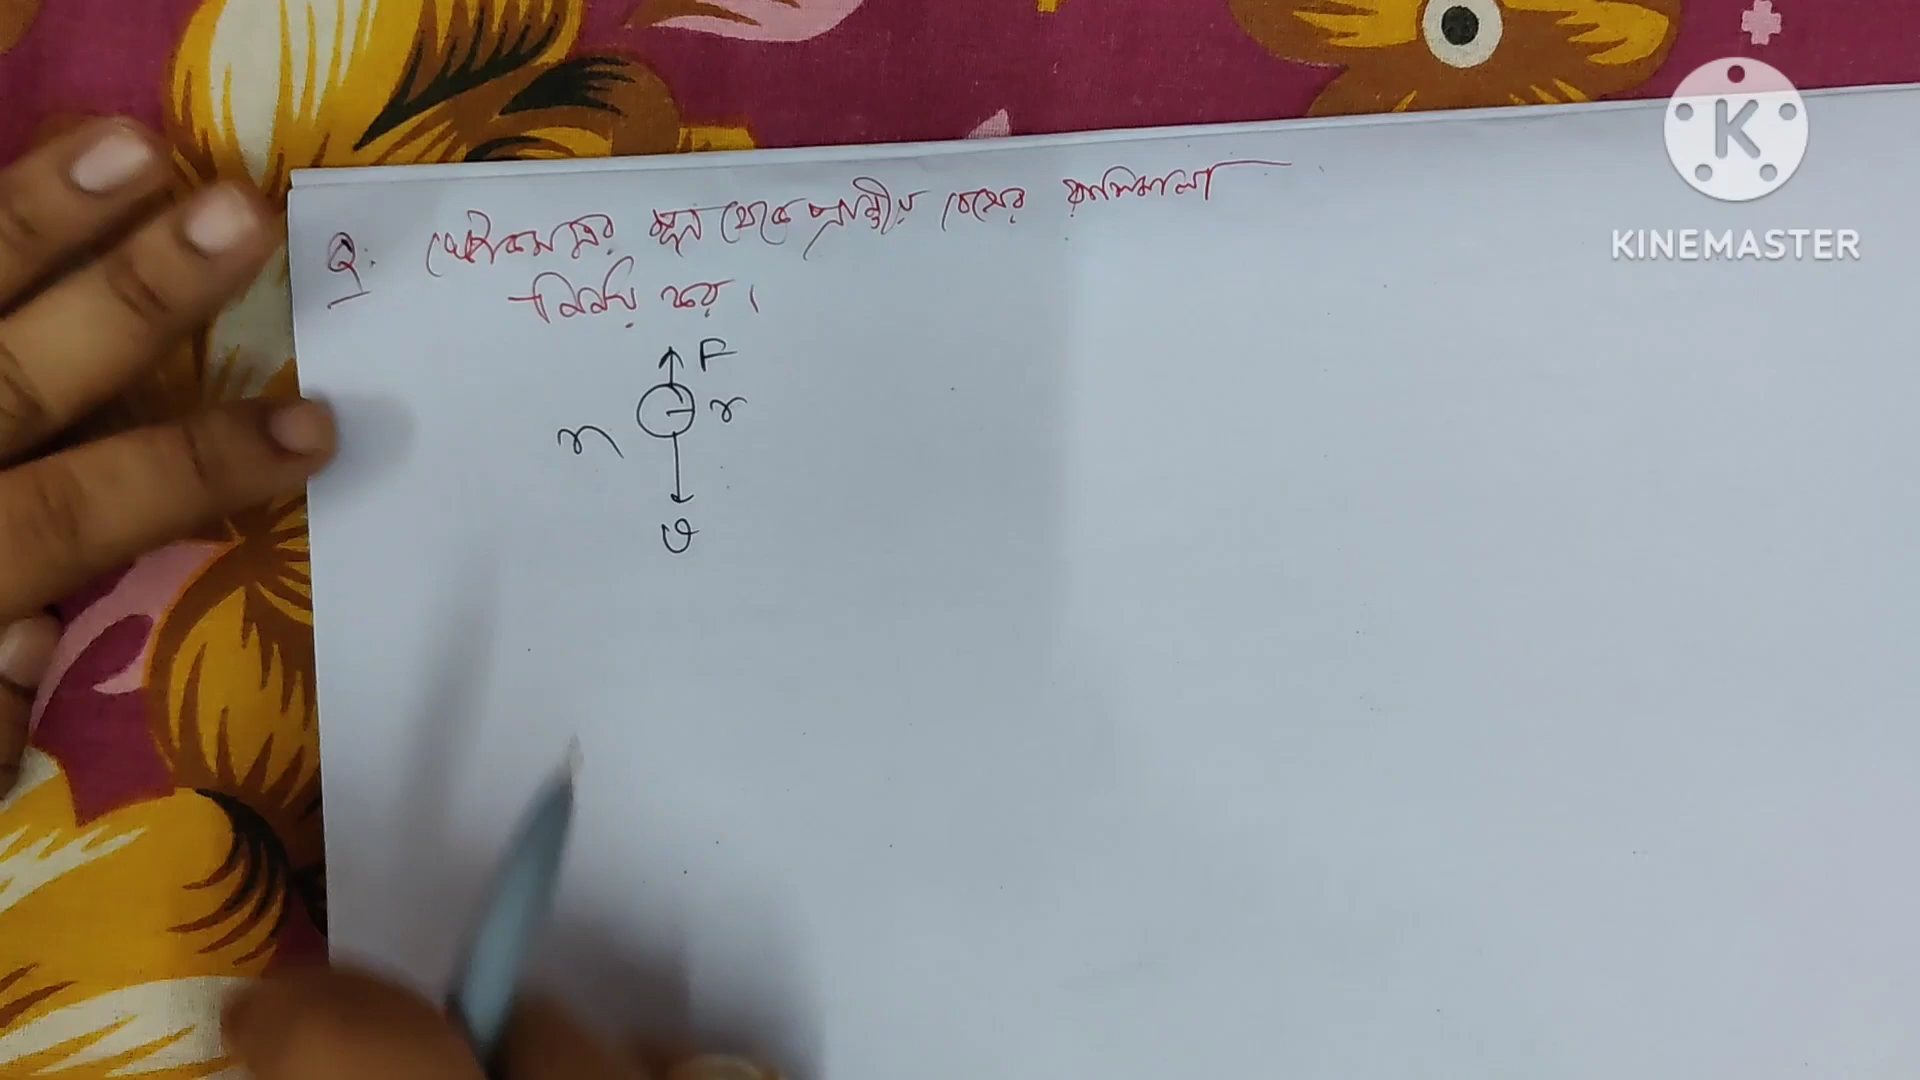 Q. স্টোকসের সূত্র থেকে প্রান্তীয় বেগের রাশিমালা
নির্ণয় কর।
F
r
η
v
K
KINEMASTER